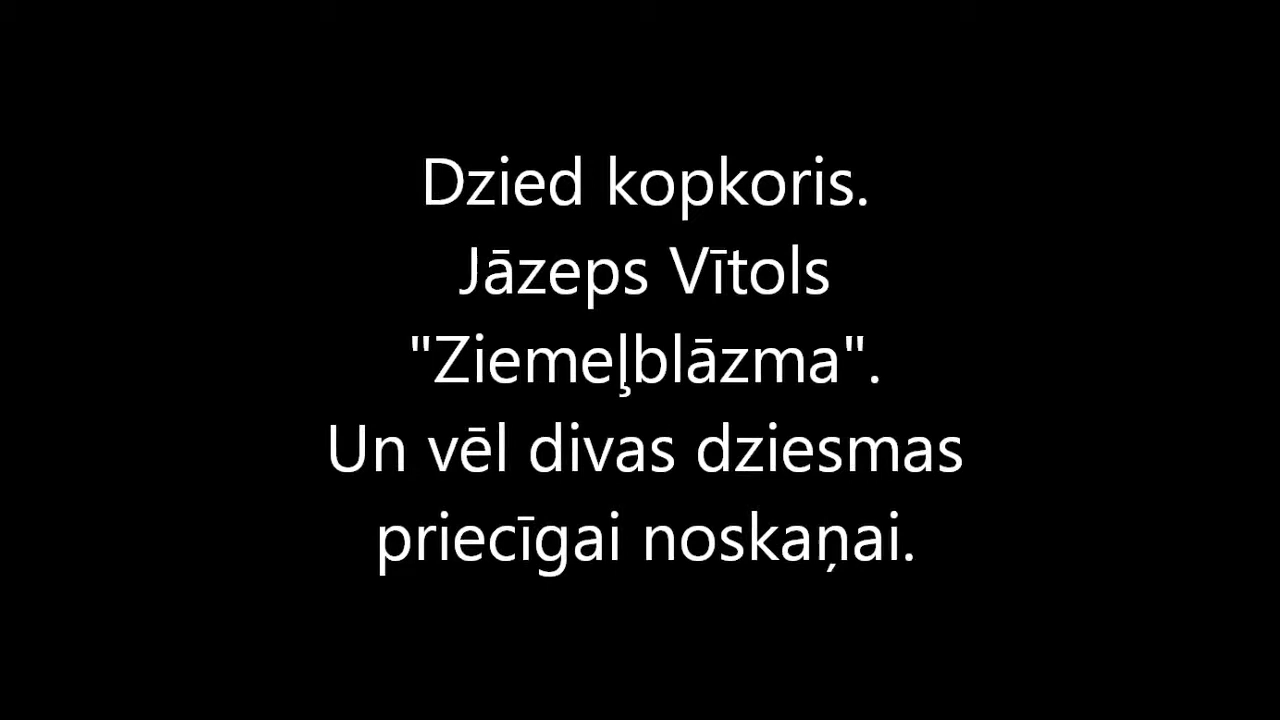 Dzied kopkoris.
Jāzeps Vītols
"Ziemeļblāzma".
Un vēl divas dziesmas
priecīgai noskaņai.